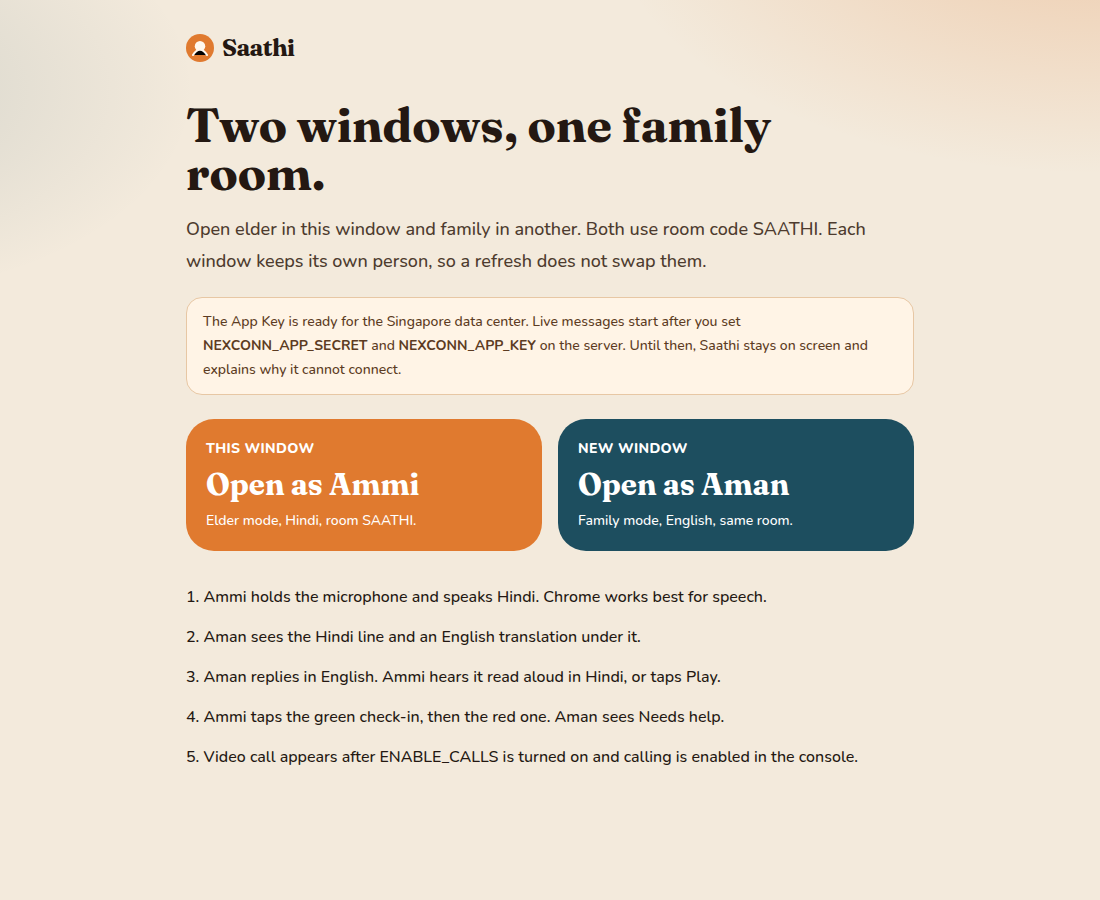 Saathi
Two windows, one family
room.
Open elder in this window and family in another. Both use room code SAATHI. Each
window keeps its own person, so a refresh does not swap them.
The App Key is ready for the Singapore data center. Live messages start after you set
NEXCONN_APP_SECRET and NEXCONN_APP_KEY on the server. Until then, Saathi stays on screen and
explains why it cannot connect.
THIS WINDOW
Open as Ammi
Elder mode, Hindi, room SAATHI.
NEW WINDOW
Open as Aman
Family mode, English, same room.
1. Ammi holds the microphone and speaks Hindi. Chrome works best for speech.
2. Aman sees the Hindi line and an English translation under it.
3. Aman replies in English. Ammi hears it read aloud in Hindi, or taps Play.
4. Ammi taps the green check-in, then the red one. Aman sees Needs help.
5. Video call appears after ENABLE_CALLS is turned on and calling is enabled in the console.